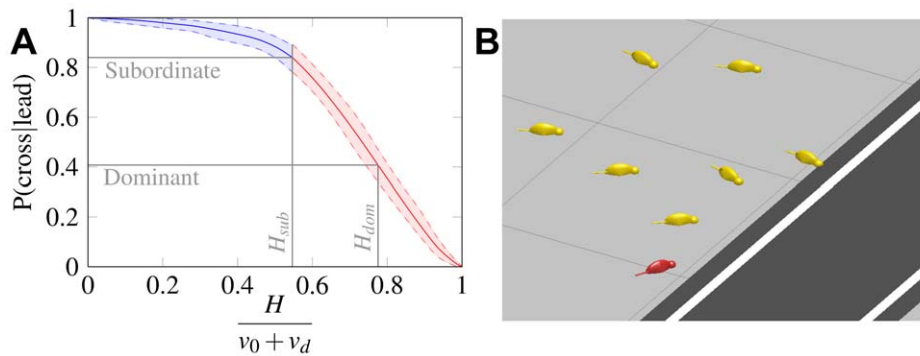 A
B
P(cross|lead)
1
0.8
0.6
0.4
0.2
0
Subordinate
Dominant
H_sub
H_dom
0 0.2 0.4 0.6 0.8 1
H
v_0 + v_d